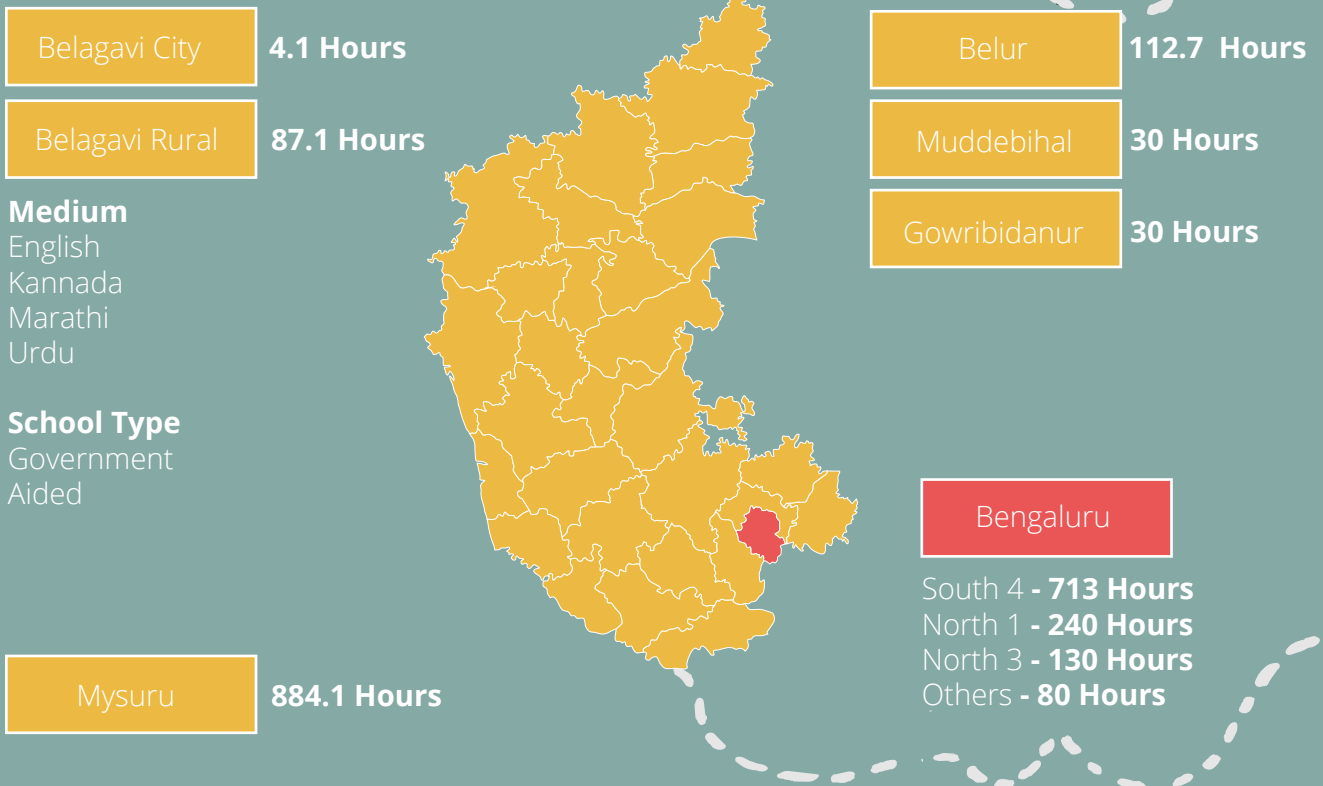 Belagavi City 4.1 Hours
Belagavi Rural 87.1 Hours
Medium
English
Kannada
Marathi
Urdu
School Type
Government
Aided
Mysuru 884.1 Hours
Belur 112.7 Hours
Muddebihal 30 Hours
Gowribidanur 30 Hours
Bengaluru
South 4 - 713 Hours
North 1 - 240 Hours
North 3 - 130 Hours
Others - 80 Hours